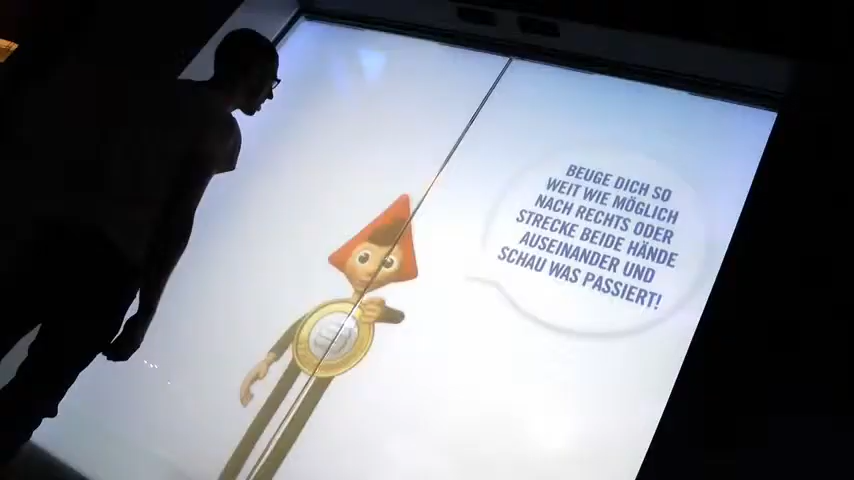 BEUGE DICH SO
WEIT WIE MÖGLICH
NACH RECHTS ODER
STRECKE BEIDE HÄNDE
AUSEINANDER UND
SCHAU WAS PASSIERT!